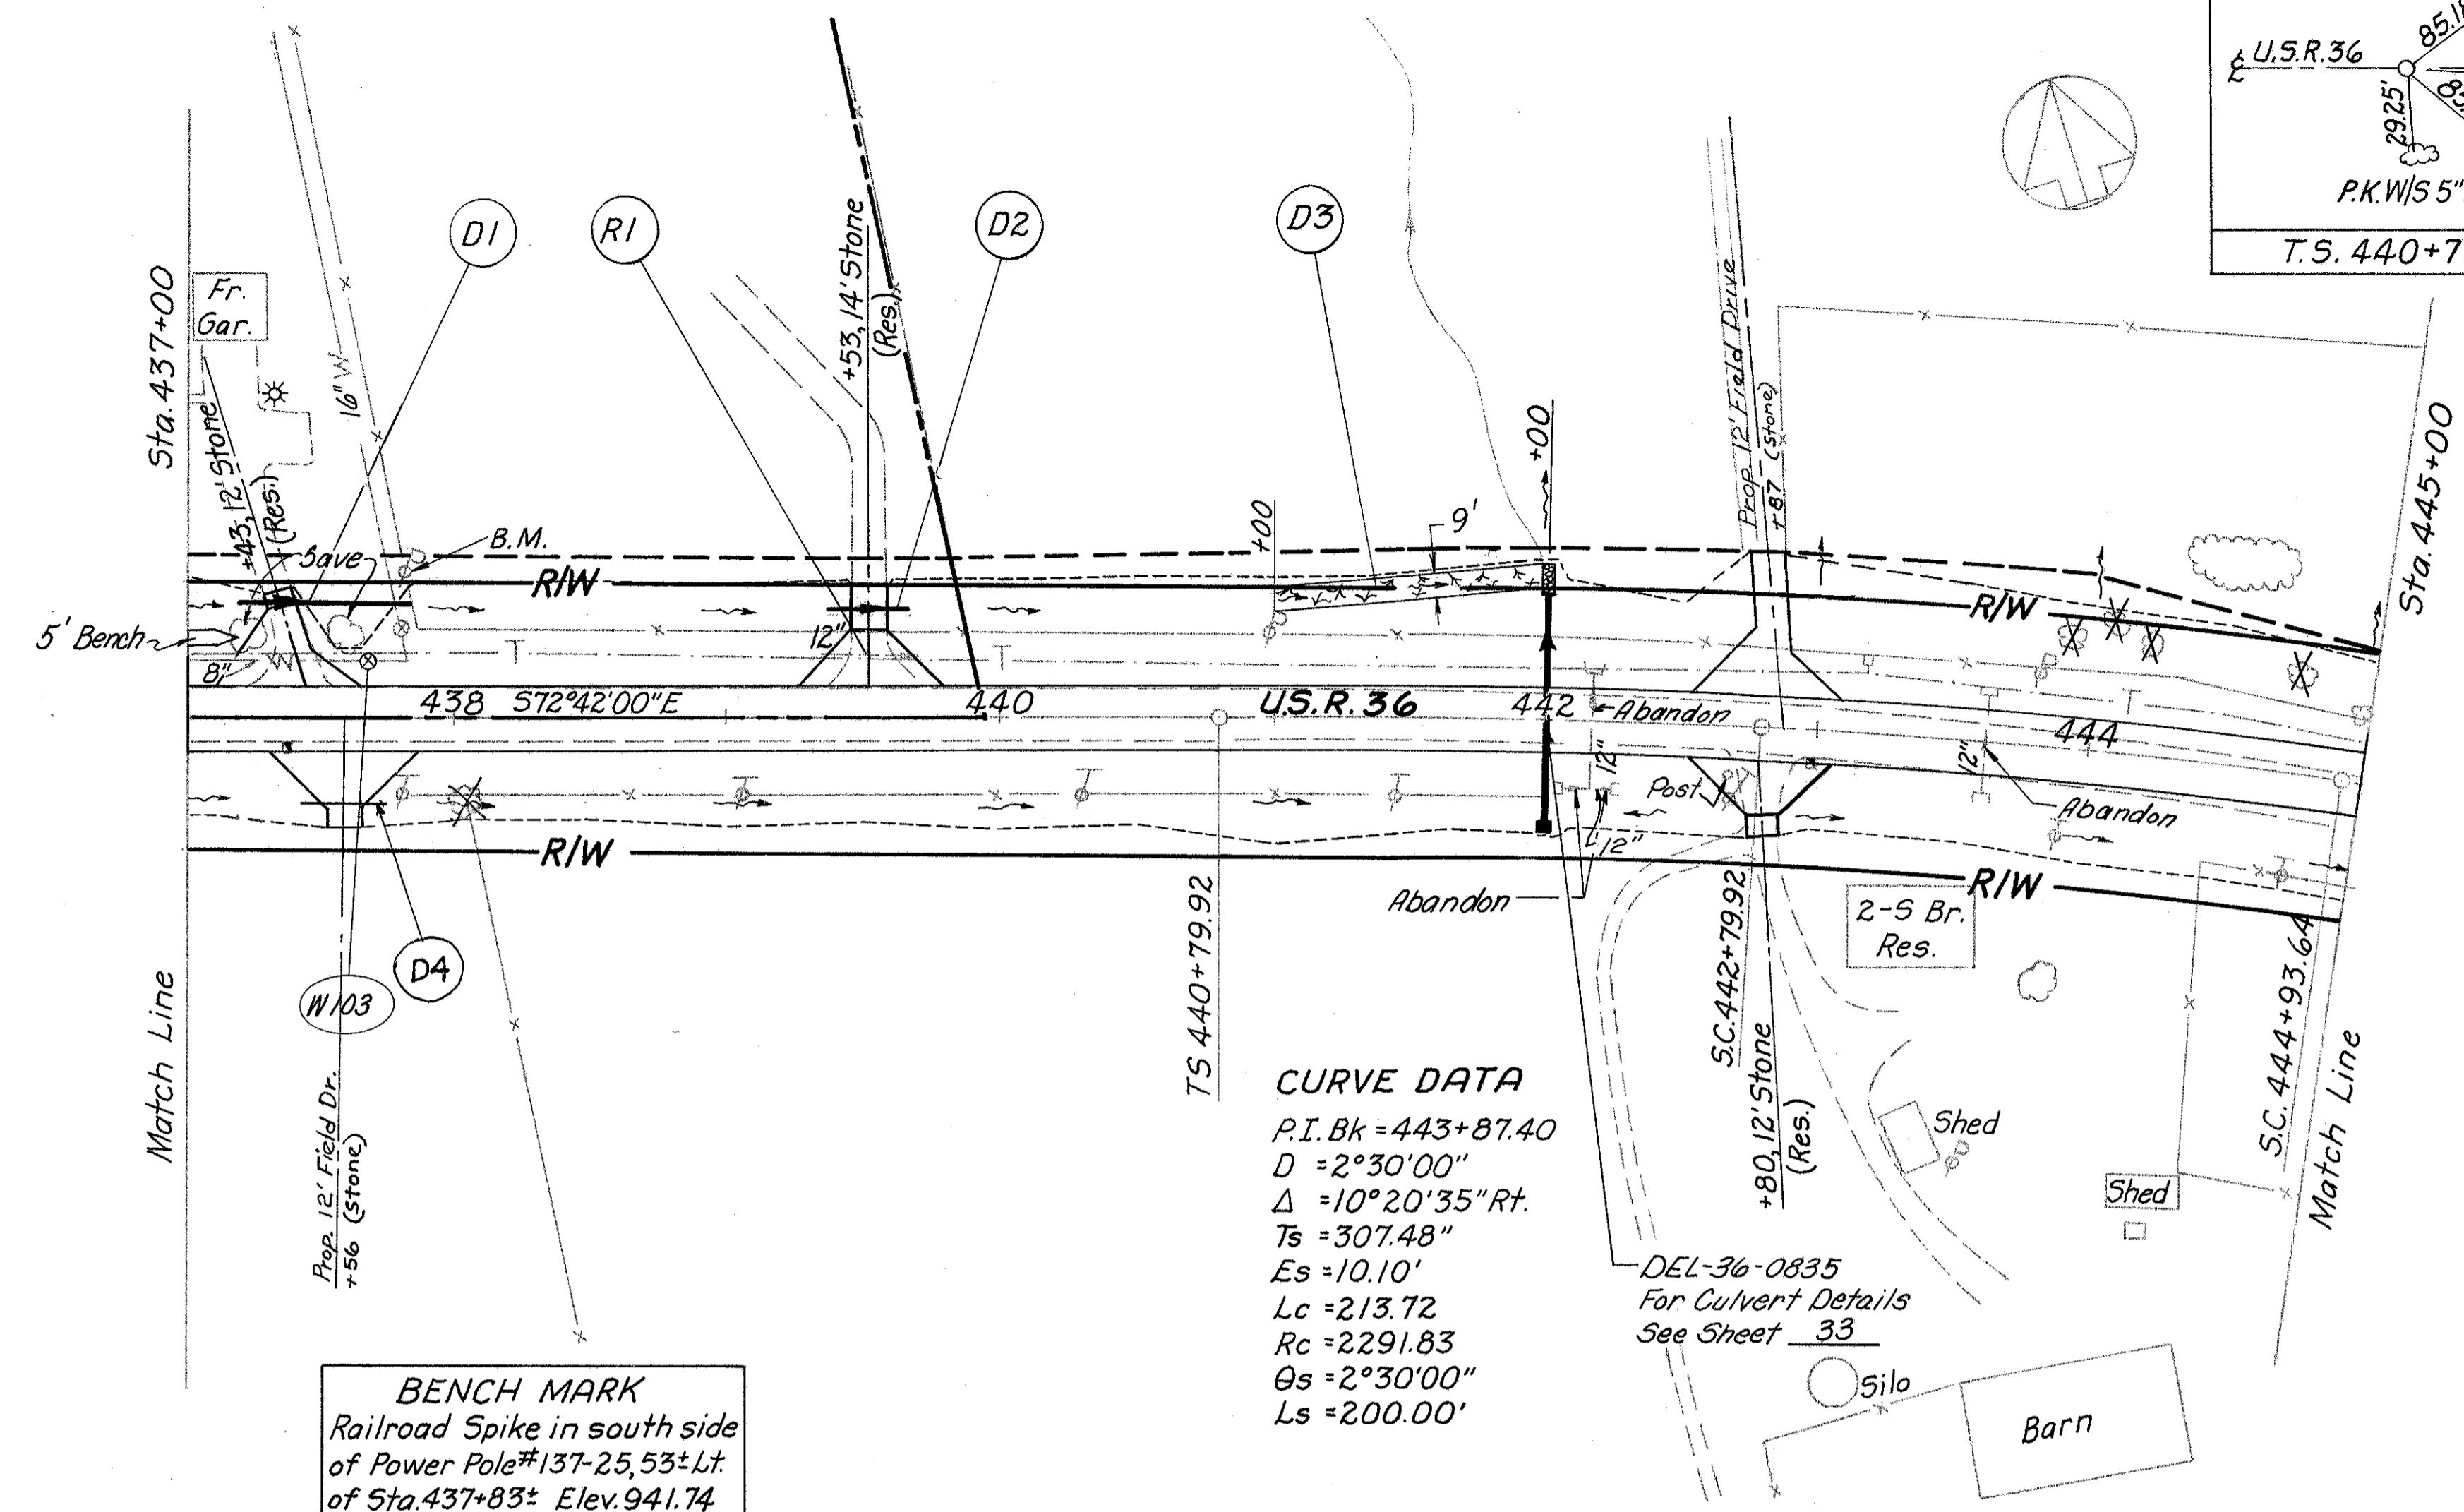 ℄ U.S.R.36
85.18
29.25'
P.K.W/S 5"
T.S. 440+7
Sta. 437+00
Fr.
Gar.
16" W
+43, 12' Stone
(Res.)
D1
R1
D2
D3
+53, 14' Stone
(Res.)
+00
+00
9'
Prop. 12' Field Drive
+87 (stone)
Sta. 445+00
Save
B.M.
R/W
R/W
5' Bench
8"
W
12"
T
T
T
438
S72°42'00"E
440
U.S.R. 36
442
Abandon
444
12"
12"
12"
Post
Abandon
Abandon
R/W
R/W
D4
W103
TS 440+79.92
S.C. 442+79.92
2-S Br.
Res.
S.C. 444+93.64
Match Line
Match Line
Prop. 12' Field Dr.
+56 (stone)
+80, 12' Stone
(Res.)
Shed
Shed
CURVE DATA
P.I. Bk = 443+87.40
D = 2°30'00"
Δ = 10°20'35" Rt.
Ts = 307.48"
Es = 10.10'
Lc = 213.72
Rc = 2291.83
θs = 2°30'00"
Ls = 200.00'
DEL-36-0835
For Culvert Details
See Sheet 33
Silo
Barn
BENCH MARK
Railroad Spike in south side
of Power Pole #137-25, 53± Lt.
of Sta. 437+83± Elev. 941.74